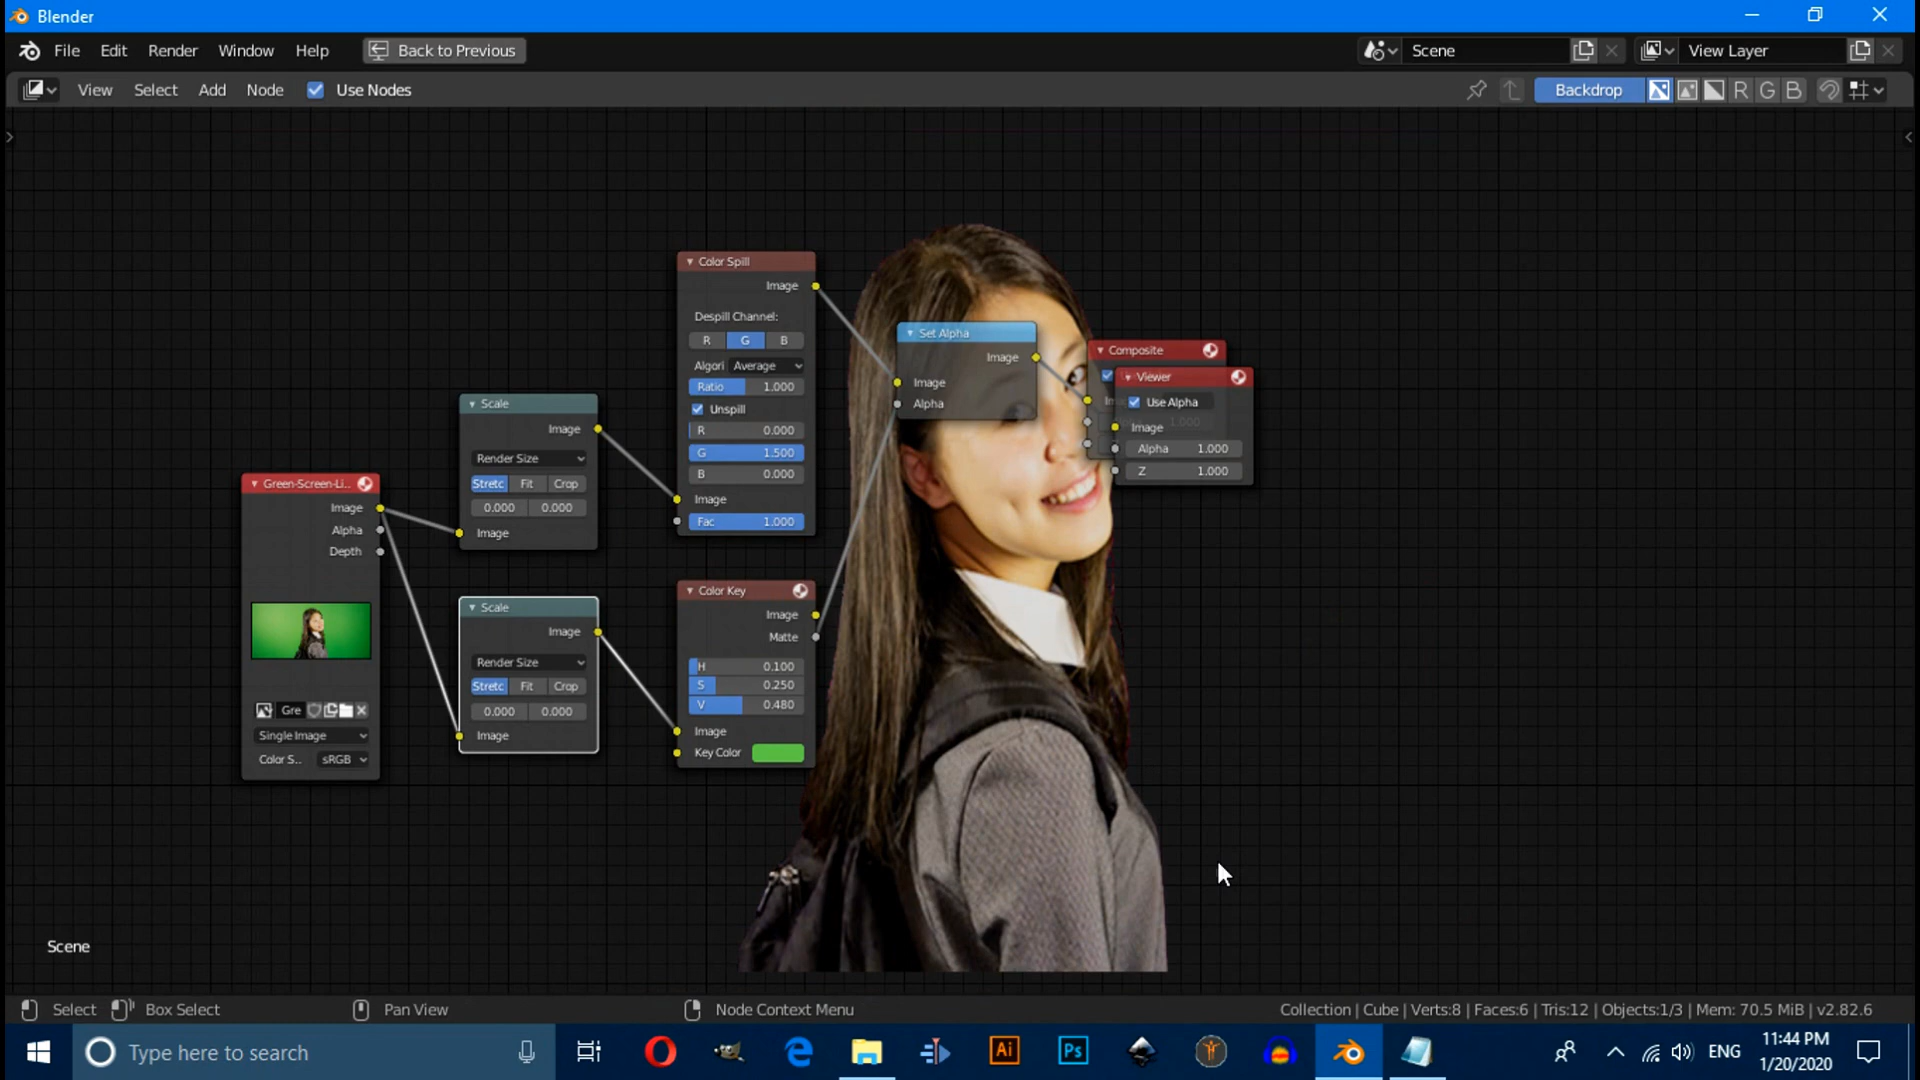 Blender
File Edit Render Window Help Back to Previous Scene View Layer
View Select Add Node Use Nodes Backdrop R G B
Green-Screen-Li..
Image
Alpha
Depth
Gre
Single Image
Color S.. sRGB
Scale
Image
Render Size
Stretc Fit Crop
0.000 0.000
Image
Scale
Image
Render Size
Stretc Fit Crop
0.000 0.000
Image
Color Spill
Image
Despill Channel:
R G B
Algori Average
Ratio 1.000
Unspill
R 0.000
G 1.500
B 0.000
Image
Fac 1.000
Color Key
Image
Matte
H 0.100
S 0.250
V 0.480
Image
Key Color
Set Alpha
Image
Image
Alpha
Composite
1.000
Viewer
Use Alpha
Image
Alpha 1.000
Z 1.000
Scene
Select Box Select Pan View Node Context Menu Collection | Cube | Verts:8 | Faces:6 | Tris:12 | Objects:1/3 | Mem: 70.5 MiB | v2.82.6
Type here to search Ai Ps ENG 11:44 PM
1/20/2020